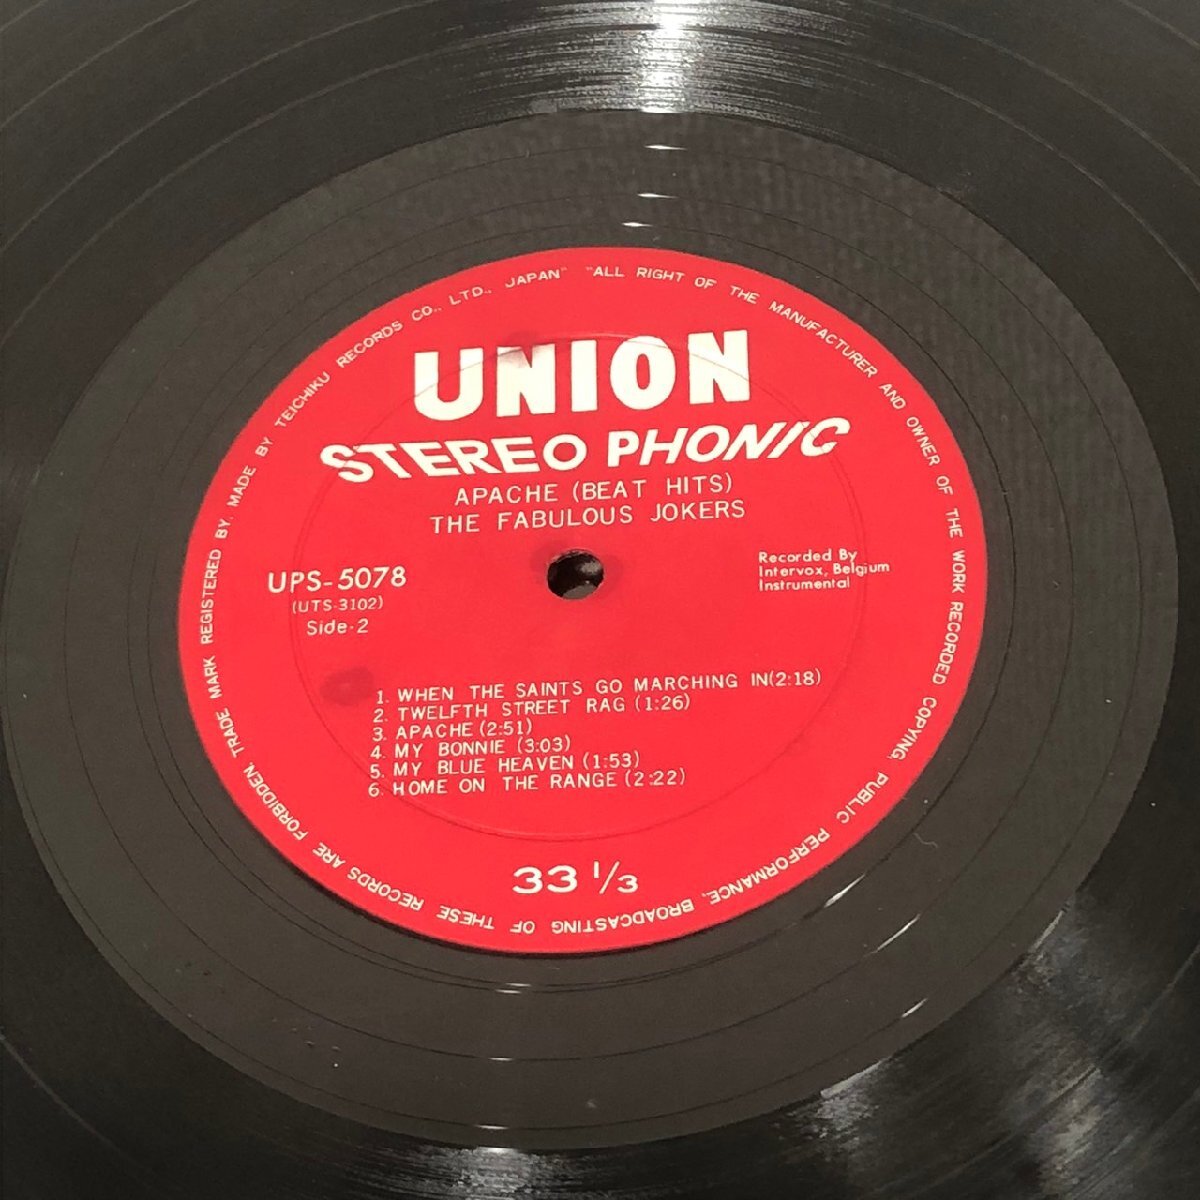 UNION
STEREO PHONIC
APACHE (BEAT HITS)
THE FABULOUS JOKERS
UPS-5078
(UTS-3102)
Side-2
Recorded By
Intervox, Belgium
Instrumental
1. WHEN THE SAINTS GO MARCHING IN(2:18)
2. TWELFTH STREET RAG (1:26)
3. APACHE (2:51)
4. MY BONNIE (3:03)
5. MY BLUE HEAVEN (1:53)
6. HOME ON THE RANGE (2:22)
33 1/3
TRADE MARK REGISTERED BY, MADE BY TEICHIKU RECORDS CO., LTD., JAPAN" "ALL RIGHT OF THE MANUFACTURER AND OWNER OF THE WORK RECORDED COPYING, PUBLIC PERFORMANCE, BROADCASTING OF THESE RECORDS ARE FORBIDDEN